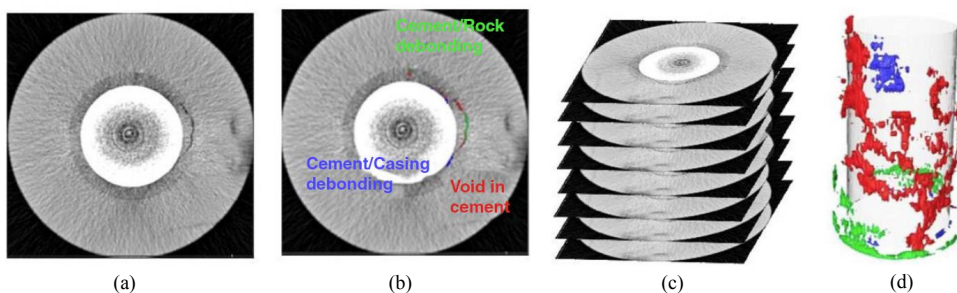 Cement/Rock
debonding
Cement/Casing
debonding
Void in
cement
(a)
(b)
(c)
(d)